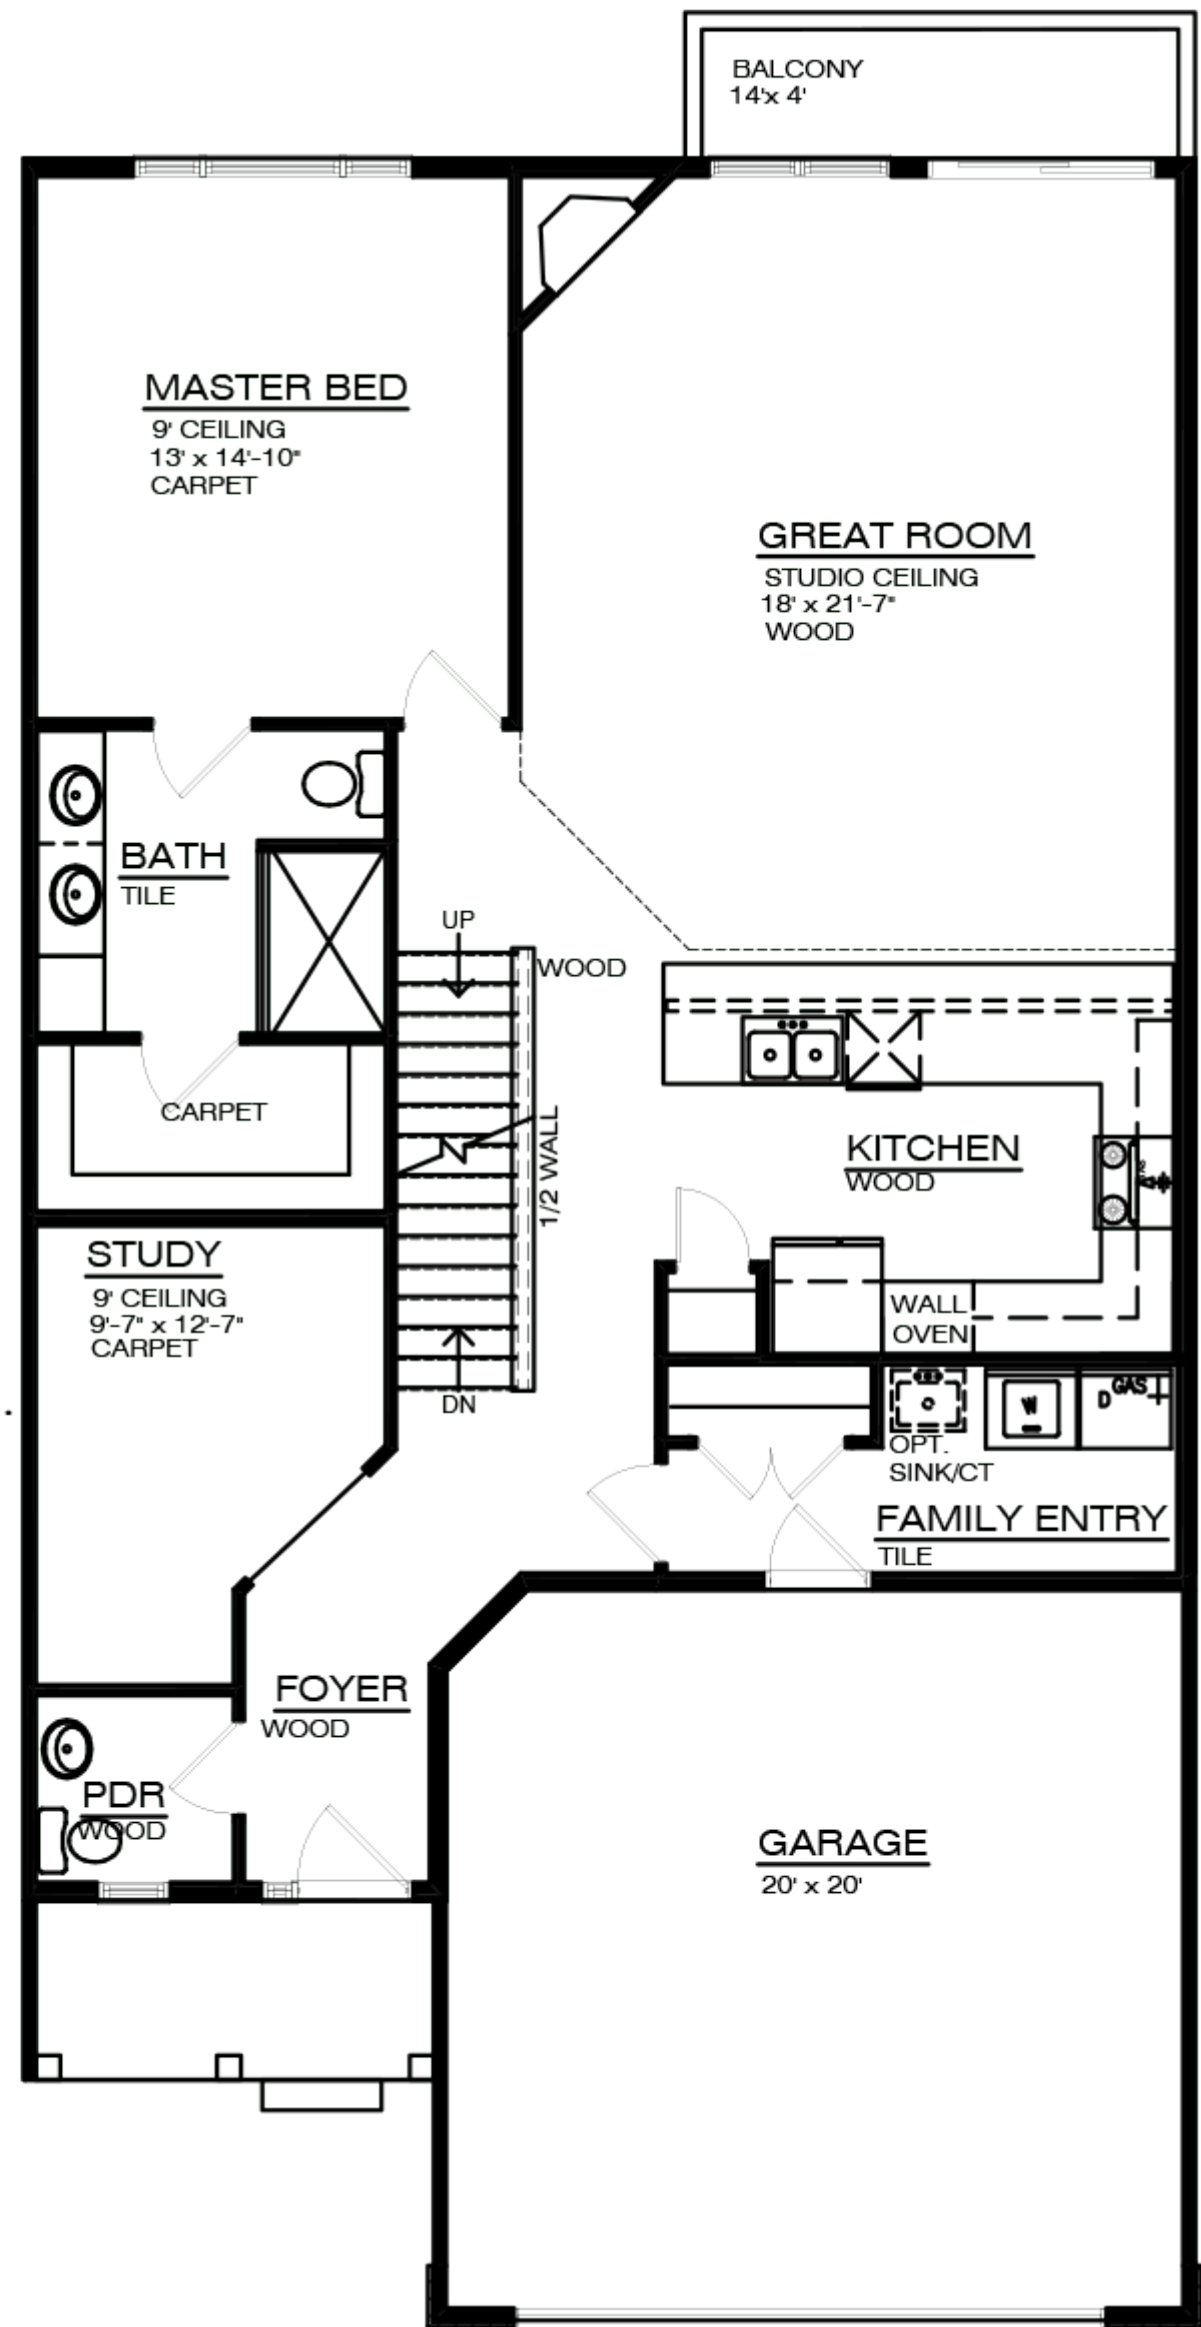 BALCONY
14'x 4'
MASTER BED
9' CEILING
13' x 14'-10"
CARPET
GREAT ROOM
STUDIO CEILING
18' x 21'-7"
WOOD
BATH
TILE
UP
WOOD
CARPET
1/2 WALL
KITCHEN
WOOD
STUDY
9' CEILING
9'-7" x 12'-7"
CARPET
WALL
OVEN
DN
W
D GAS
OPT.
SINK/CT
FAMILY ENTRY
TILE
FOYER
WOOD
PDR
WOOD
GARAGE
20' x 20'